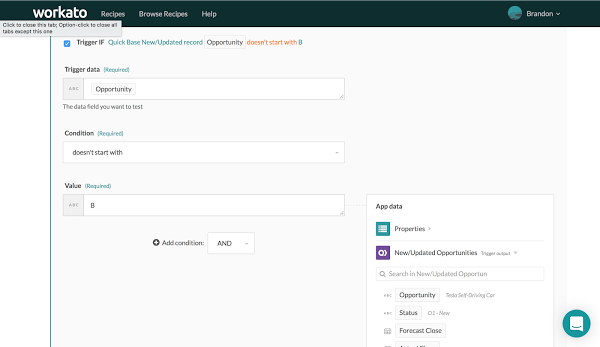 workato
Recipes
Browse Recipes
Help
Brandon
Click to close this tab; Option-click to close all
tabs except this one
Trigger IF Quick Base New/Updated record Opportunity doesn't start with B
Trigger data (Required)
ABC Opportunity
The data field you want to test
Condition (Required)
doesn't start with
Value (Required)
ABC B
Add condition: AND
App data
Properties
New/Updated Opportunities Trigger output
Search in New/Updated Opportun
ABC Opportunity Tesla Self-Driving Car
ABC Status 01 - New
Forecast Close